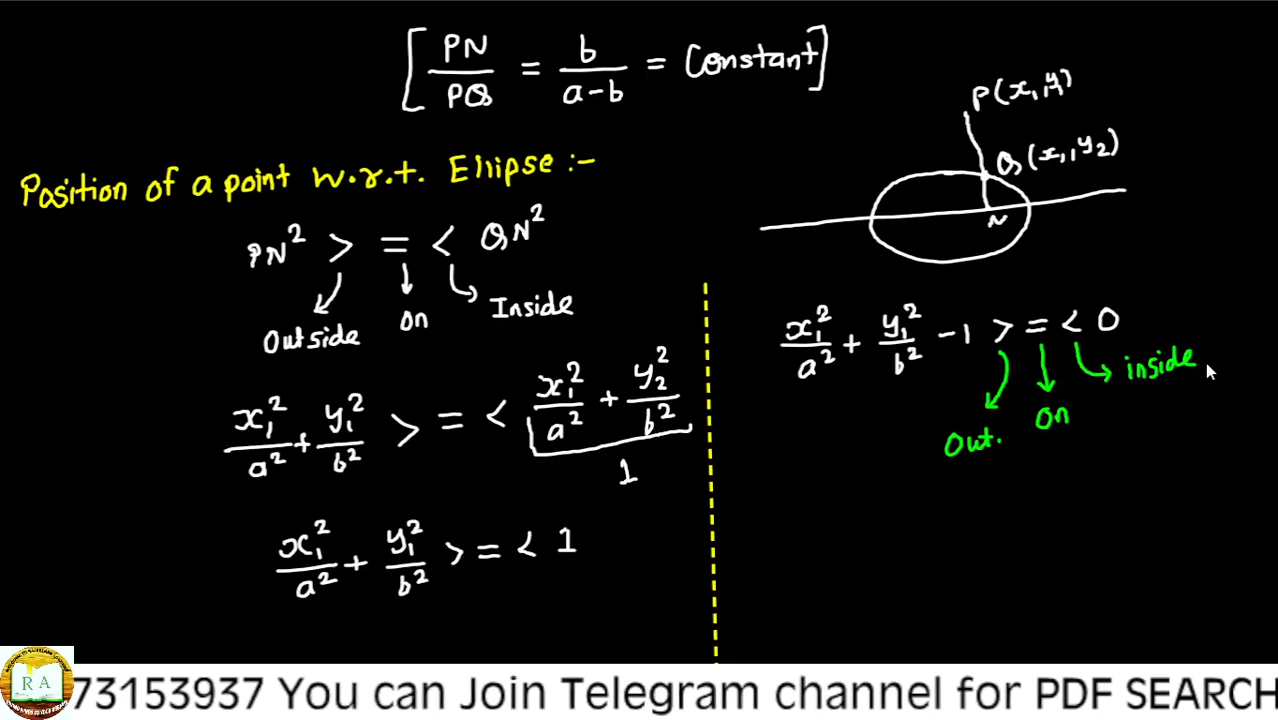 [PN/PQ = b/(a-b) = Constant]
P(x₁,y₁)
Q(x₁,y₂)
N
Position of a point w.r.t. Ellipse :-
PN² > = < QN²
Outside on Inside
x₁²/a² + y₁²/b² > = < x₁²/a² + y₂²/b²
1
x₁²/a² + y₁²/b² > = < 1
x₁²/a² + y₁²/b² - 1 > = < 0
Out. On inside
RA
73153937 You can Join Telegram channel for PDF SEARCH